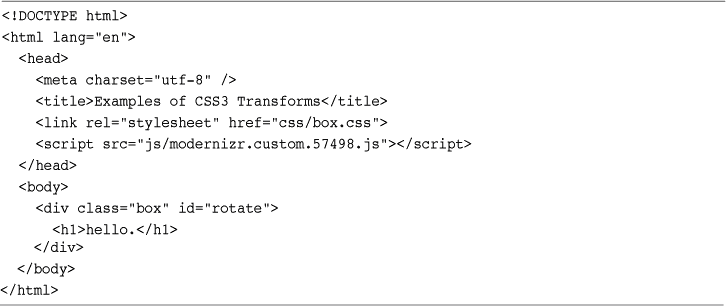 <!DOCTYPE html>
<html lang="en">
  <head>
    <meta charset="utf-8" />
    <title>Examples of CSS3 Transforms</title>
    <link rel="stylesheet" href="css/box.css">
    <script src="js/modernizr.custom.57498.js"></script>
  </head>
  <body>
    <div class="box" id="rotate">
      <h1>hello.</h1>
    </div>
  </body>
</html>